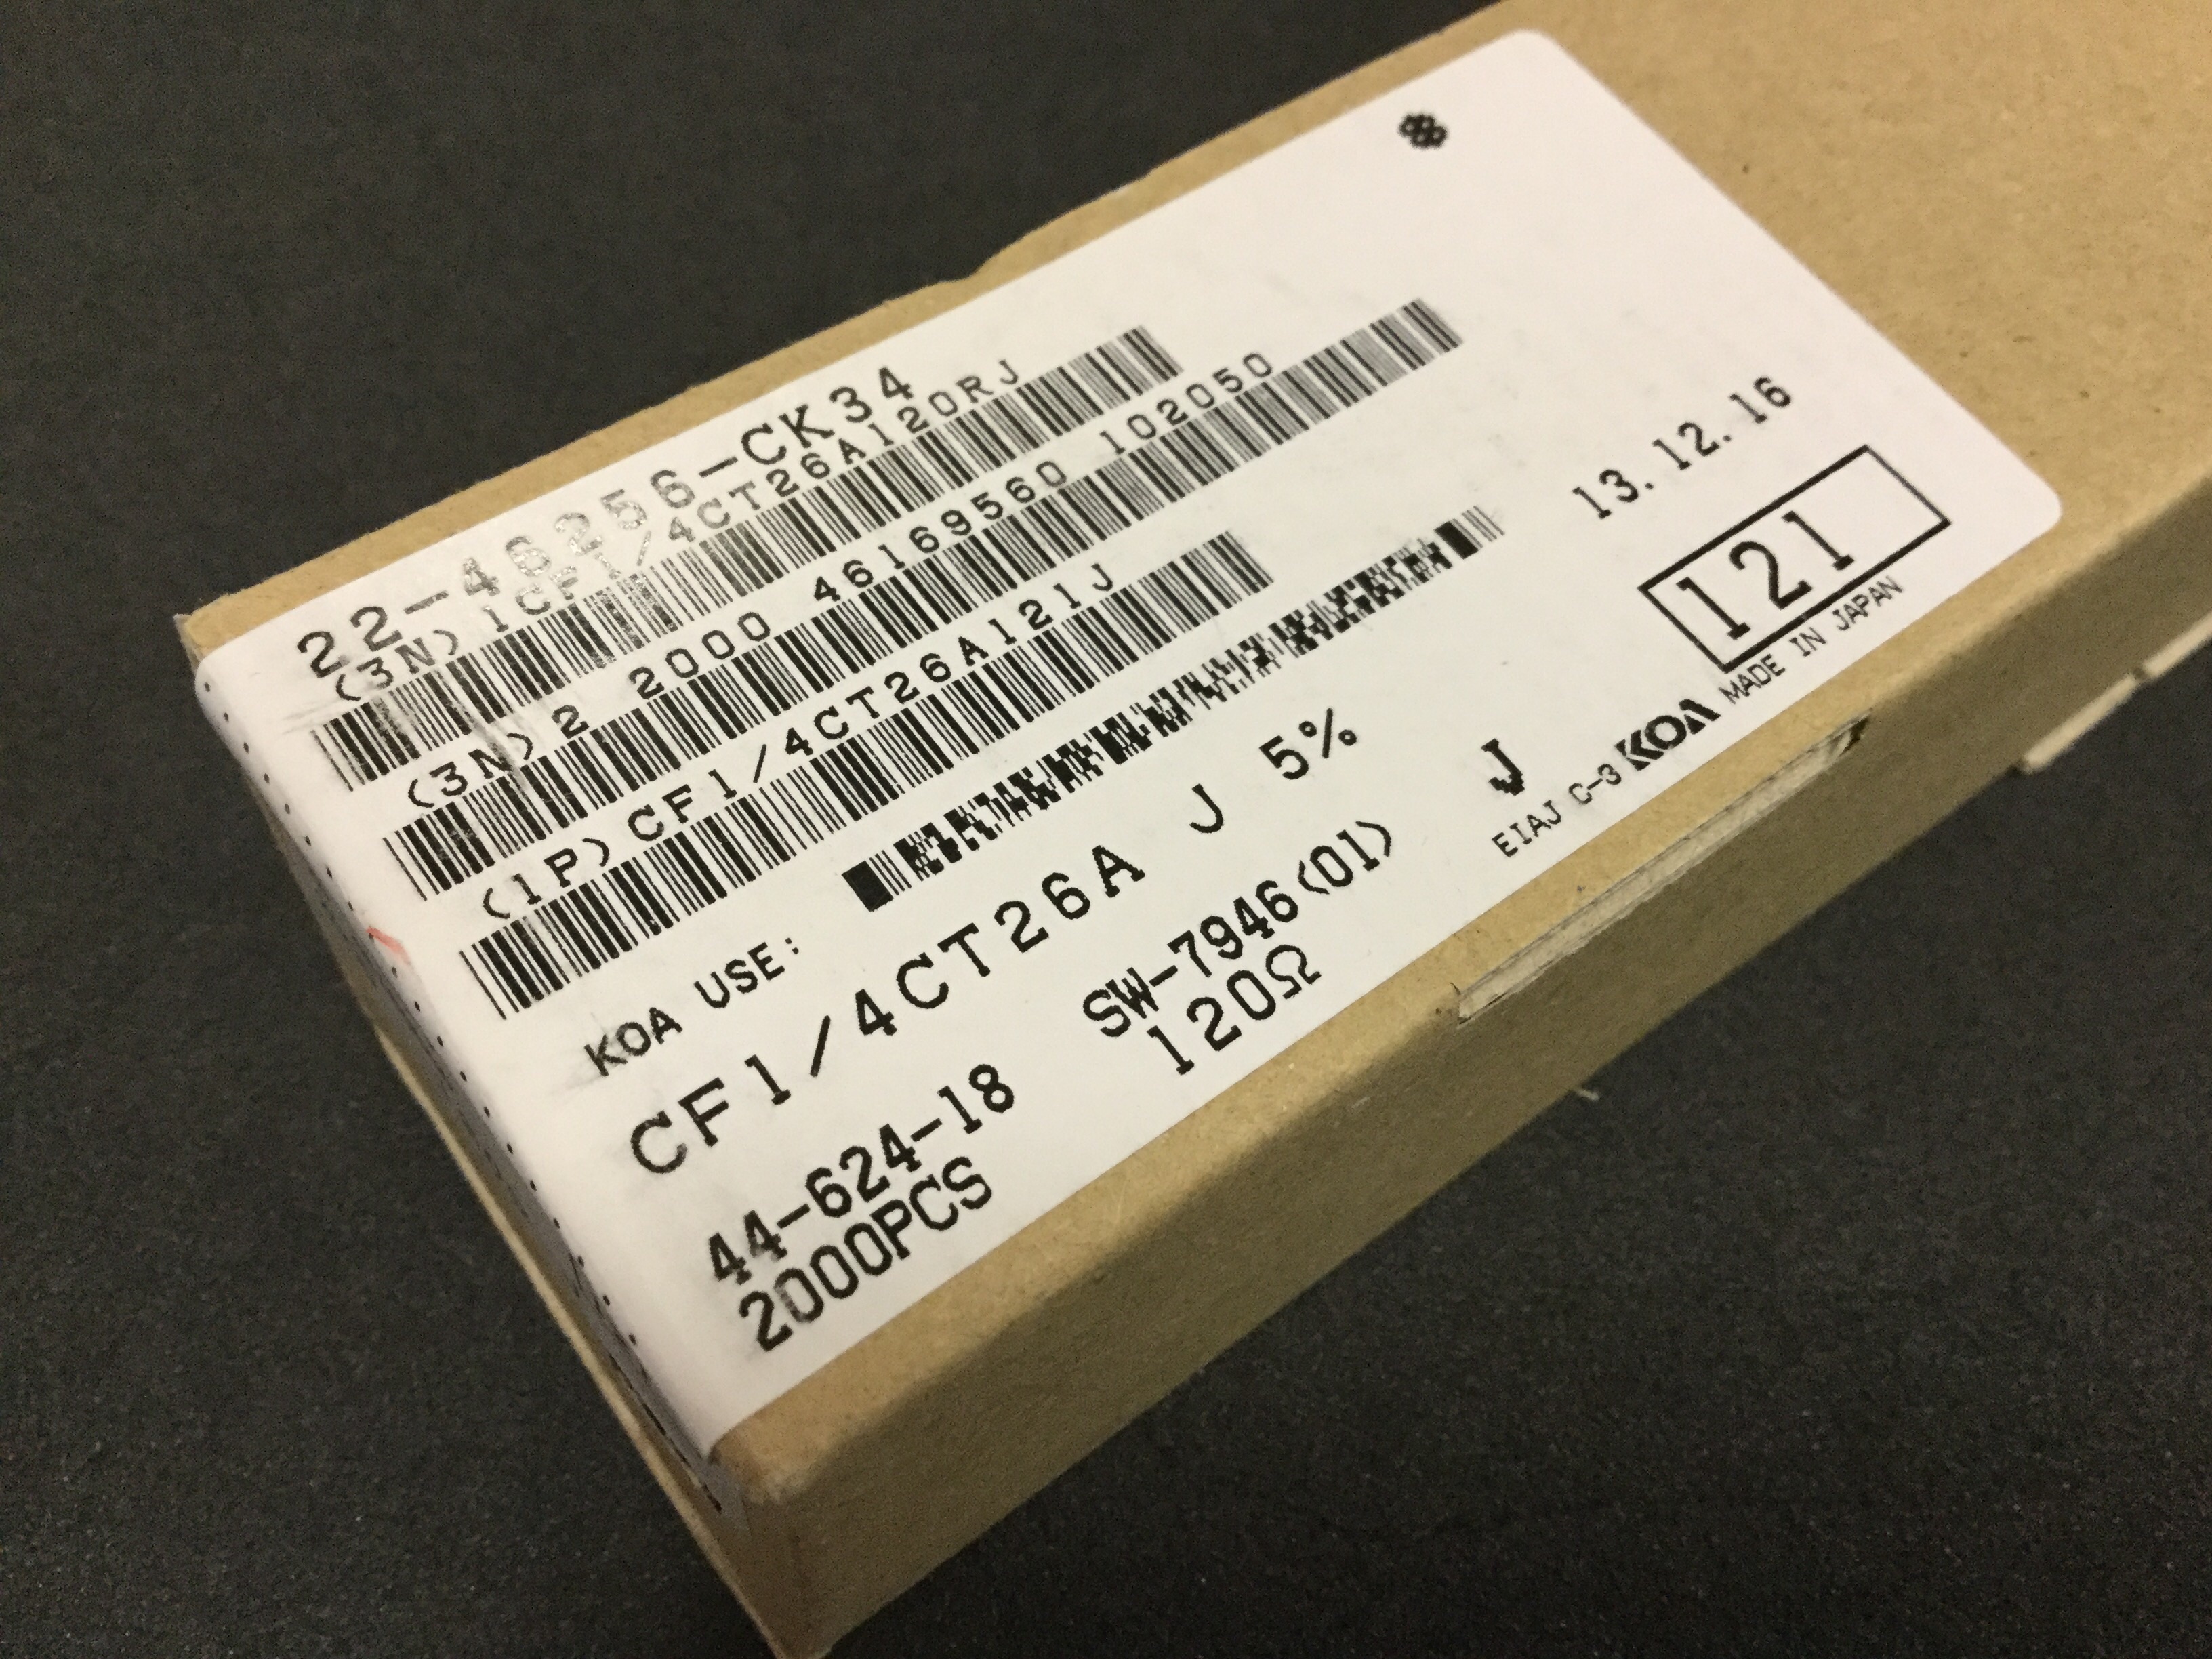 22-46256-CK34
(3N)1CF1/4CT26A120RJ
(3N)2 2000 46169560 102050
(1P)CF1/4CT26A121J
KOA USE:
13.12.16
121
CF1/4CT26A J 5%
44-624-18 SW-7946(01) J
2000PCS 120Ω
EIAJ C-3 KOA MADE IN JAPAN